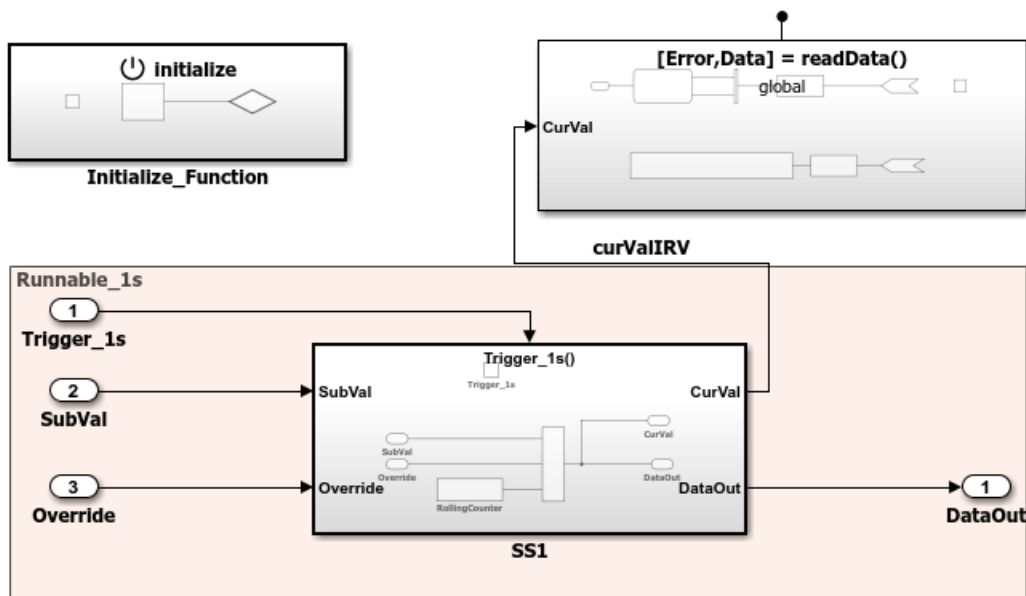 initialize
Initialize_Function
[Error,Data] = readData()
global
CurVal
curValIRV
Runnable_1s
1
Trigger_1s
2
SubVal
3
Override
Trigger_1s()
Trigger_1s
SubVal
CurVal
CurVal
SubVal
Override
DataOut
Override
DataOut
RollingCounter
SS1
1
DataOut